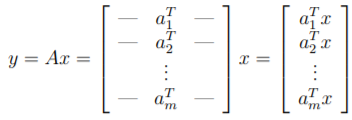 y = Ax = [ — a_1^T — ; — a_2^T — ; ⋮ ; — a_m^T — ] x = [ a_1^T x ; a_2^T x ; ⋮ ; a_m^T x ]